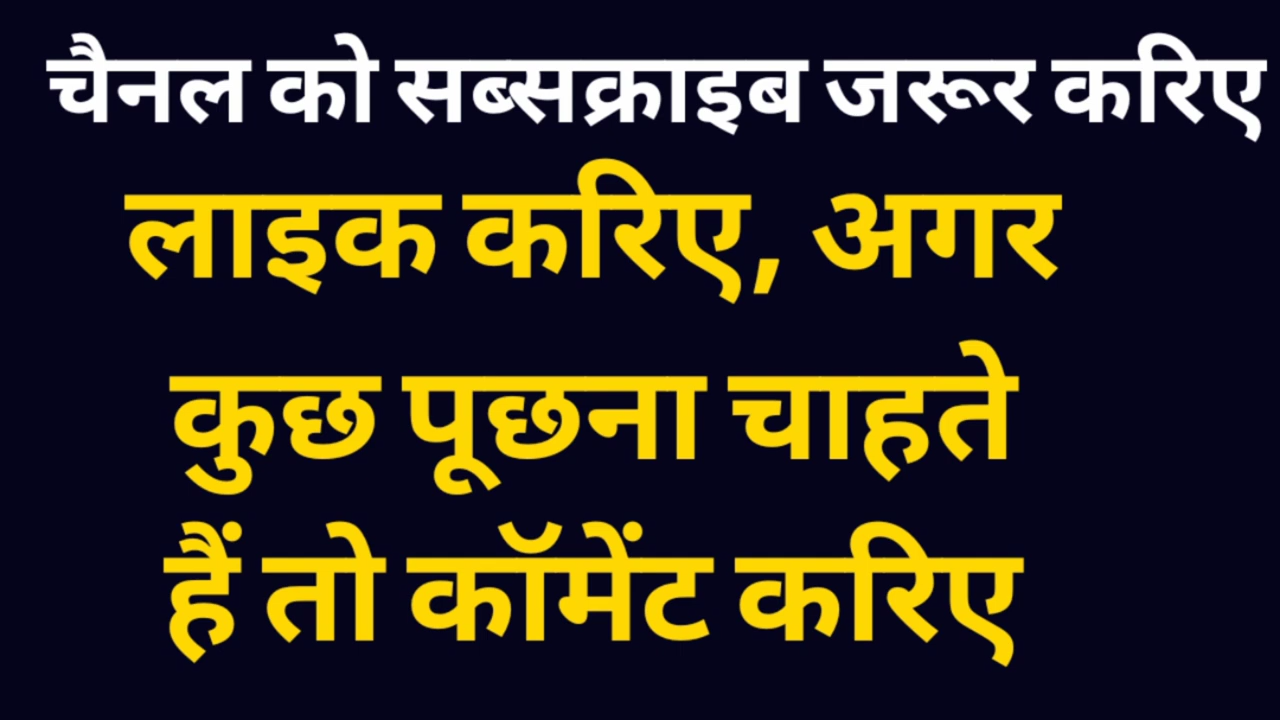 चैनल को सब्सक्राइब जरूर करिए
लाइक करिए, अगर
कुछ पूछना चाहते
हैं तो कॉमेंट करिए